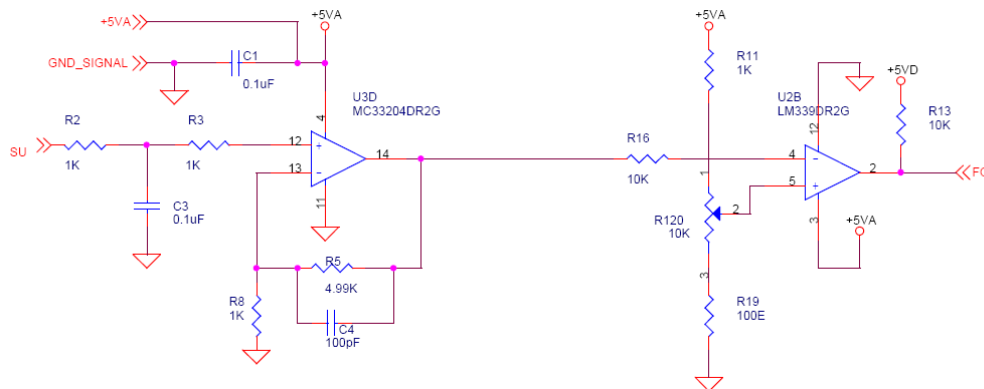 +5VA
GND_SIGNAL
C1
0.1uF
+5VA
4
U3D
MC33204DR2G
SU
R2
1K
R3
1K
12
+
13
-
14
11
C3
0.1uF
R5
4.99K
C4
100pF
R8
1K
R16
10K
+5VA
R11
1K
1
R120
10K
2
3
R19
100E
U2B
LM339DR2G
12
4
-
5
+
2
3
+5VA
+5VD
R13
10K